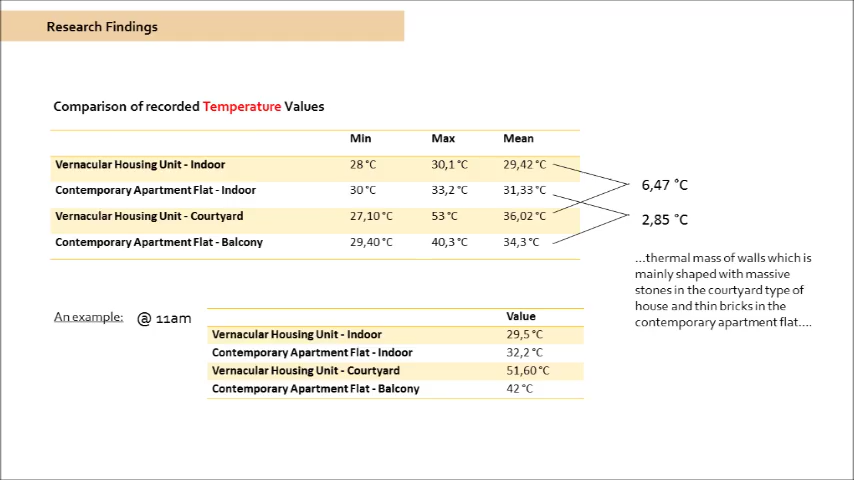 Research Findings
Comparison of recorded Temperature Values
Min Max Mean
Vernacular Housing Unit - Indoor 28 °C 30,1 °C 29,42 °C
Contemporary Apartment Flat - Indoor 30 °C 33,2 °C 31,33 °C
Vernacular Housing Unit - Courtyard 27,10 °C 53 °C 36,02 °C
Contemporary Apartment Flat - Balcony 29,40 °C 40,3 °C 34,3 °C
6,47 °C
2,85 °C
...thermal mass of walls which is
mainly shaped with massive
stones in the courtyard type of
house and thin bricks in the
contemporary apartment flat....
An example: @ 11am
Value
Vernacular Housing Unit - Indoor 29,5 °C
Contemporary Apartment Flat - Indoor 32,2 °C
Vernacular Housing Unit - Courtyard 51,60 °C
Contemporary Apartment Flat - Balcony 42 °C